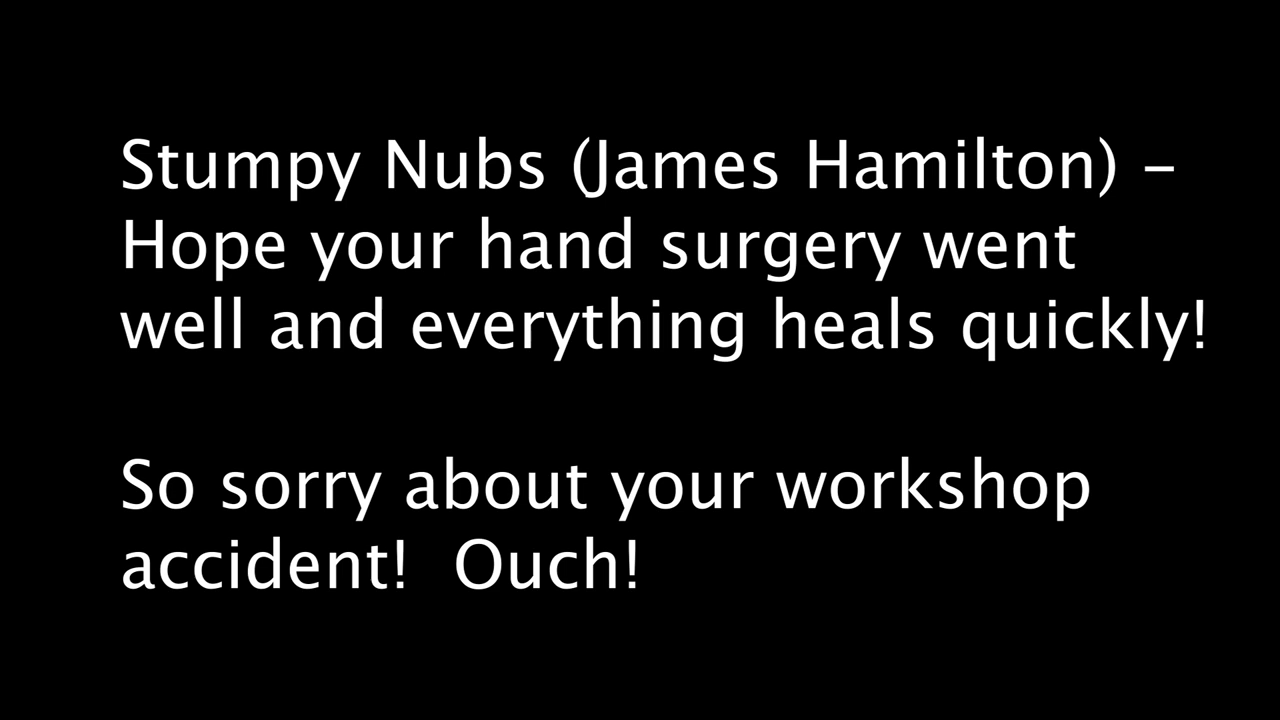 Stumpy Nubs (James Hamilton) –
Hope your hand surgery went
well and everything heals quickly!
So sorry about your workshop
accident!  Ouch!